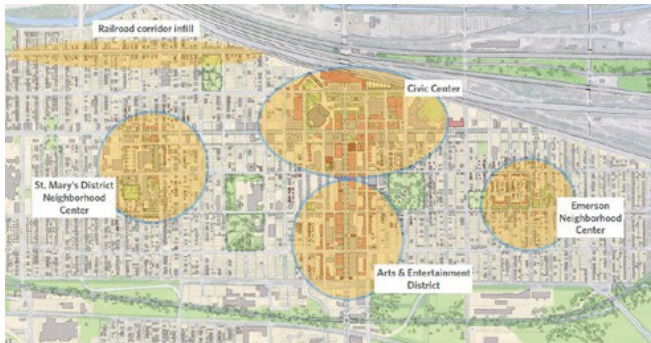 Railroad corridor infill
Civic Center
St. Mary's District
Neighborhood
Center
Emerson
Neighborhood
Center
Arts & Entertainment
District